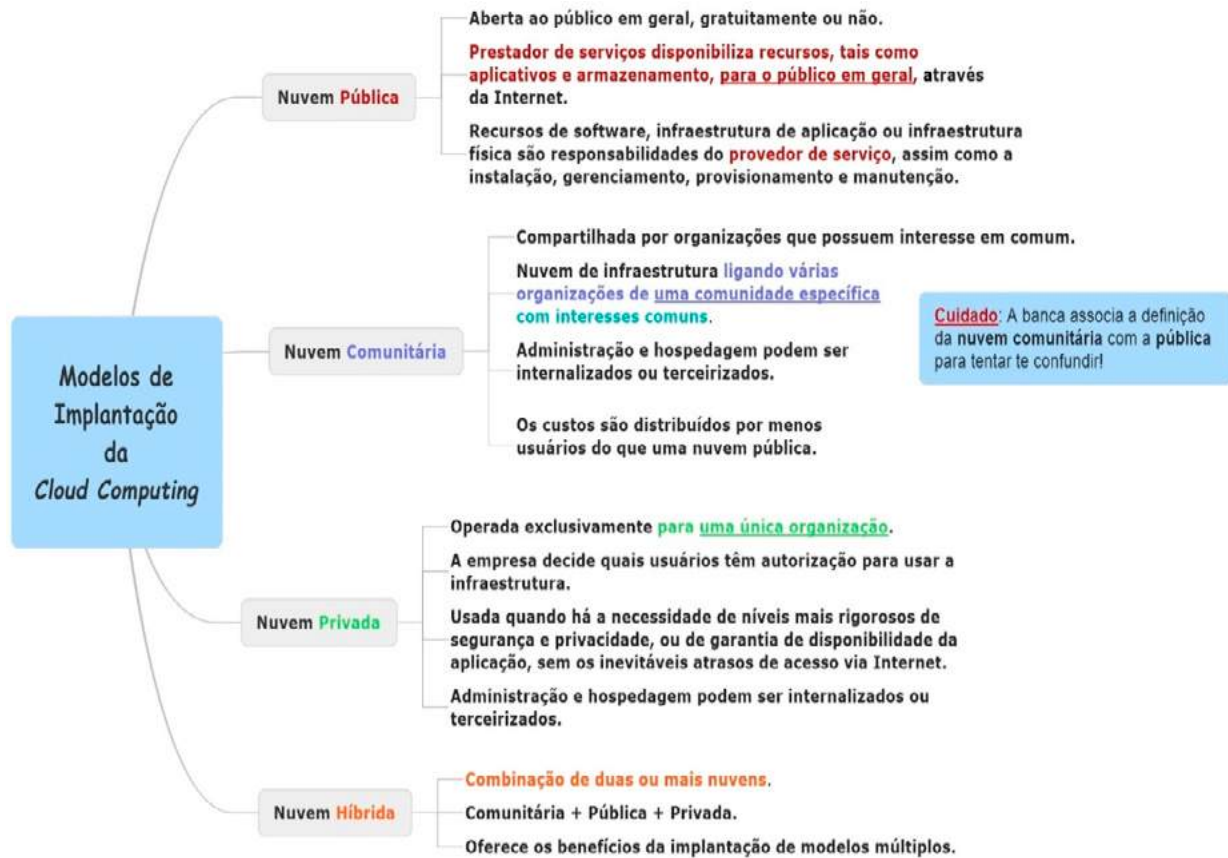 Modelos de
Implantação
da
Cloud Computing
Nuvem Pública
Aberta ao público em geral, gratuitamente ou não.
Prestador de serviços disponibiliza recursos, tais como
aplicativos e armazenamento, para o público em geral, através
da Internet.
Recursos de software, infraestrutura de aplicação ou infraestrutura
física são responsabilidades do provedor de serviço, assim como a
instalação, gerenciamento, provisionamento e manutenção.
Nuvem Comunitária
Compartilhada por organizações que possuem interesse em comum.
Nuvem de infraestrutura ligando várias
organizações de uma comunidade específica
com interesses comuns.
Administração e hospedagem podem ser
internalizados ou terceirizados.
Os custos são distribuídos por menos
usuários do que uma nuvem pública.
Cuidado: A banca associa a definição
da nuvem comunitária com a pública
para tentar te confundir!
Nuvem Privada
Operada exclusivamente para uma única organização.
A empresa decide quais usuários têm autorização para usar a
infraestrutura.
Usada quando há a necessidade de níveis mais rigorosos de
segurança e privacidade, ou de garantia de disponibilidade da
aplicação, sem os inevitáveis atrasos de acesso via Internet.
Administração e hospedagem podem ser internalizados ou
terceirizados.
Nuvem Híbrida
Combinação de duas ou mais nuvens.
Comunitária + Pública + Privada.
Oferece os benefícios da implantação de modelos múltiplos.